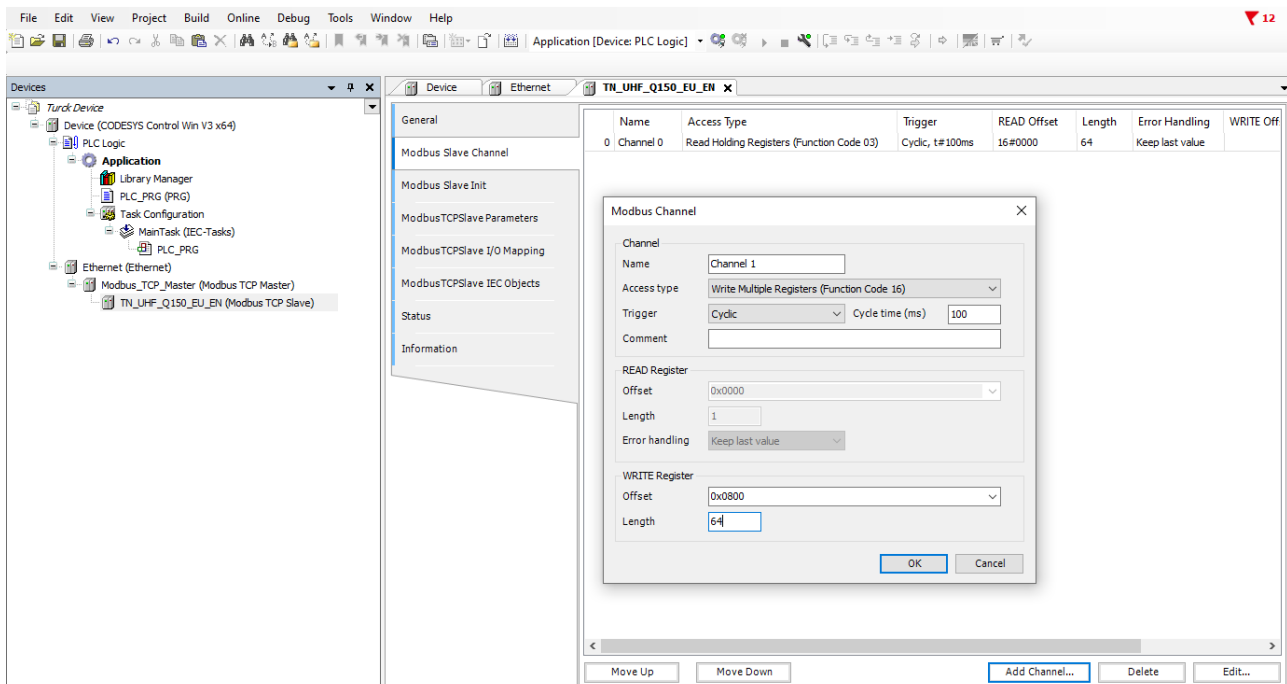 File Edit View Project Build Online Debug Tools Window Help
12
Application [Device: PLC Logic]
Devices
Turck Device
Device (CODESYS Control Win V3 x64)
PLC Logic
Application
Library Manager
PLC_PRG (PRG)
Task Configuration
MainTask (IEC-Tasks)
PLC_PRG
Ethernet (Ethernet)
Modbus_TCP_Master (Modbus TCP Master)
TN_UHF_Q150_EU_EN (Modbus TCP Slave)
Device Ethernet TN_UHF_Q150_EU_EN
General
Modbus Slave Channel
Modbus Slave Init
ModbusTCPSlave Parameters
ModbusTCPSlave I/O Mapping
ModbusTCPSlave IEC Objects
Status
Information
Name Access Type Trigger READ Offset Length Error Handling WRITE Off
0 Channel 0 Read Holding Registers (Function Code 03) Cyclic, t#100ms 16#0000 64 Keep last value
Modbus Channel
Channel
Name Channel 1
Access type Write Multiple Registers (Function Code 16)
Trigger Cyclic Cycle time (ms) 100
Comment
READ Register
Offset 0x0000
Length 1
Error handling Keep last value
WRITE Register
Offset 0x0800
Length 64
OK Cancel
Move Up Move Down Add Channel... Delete Edit...